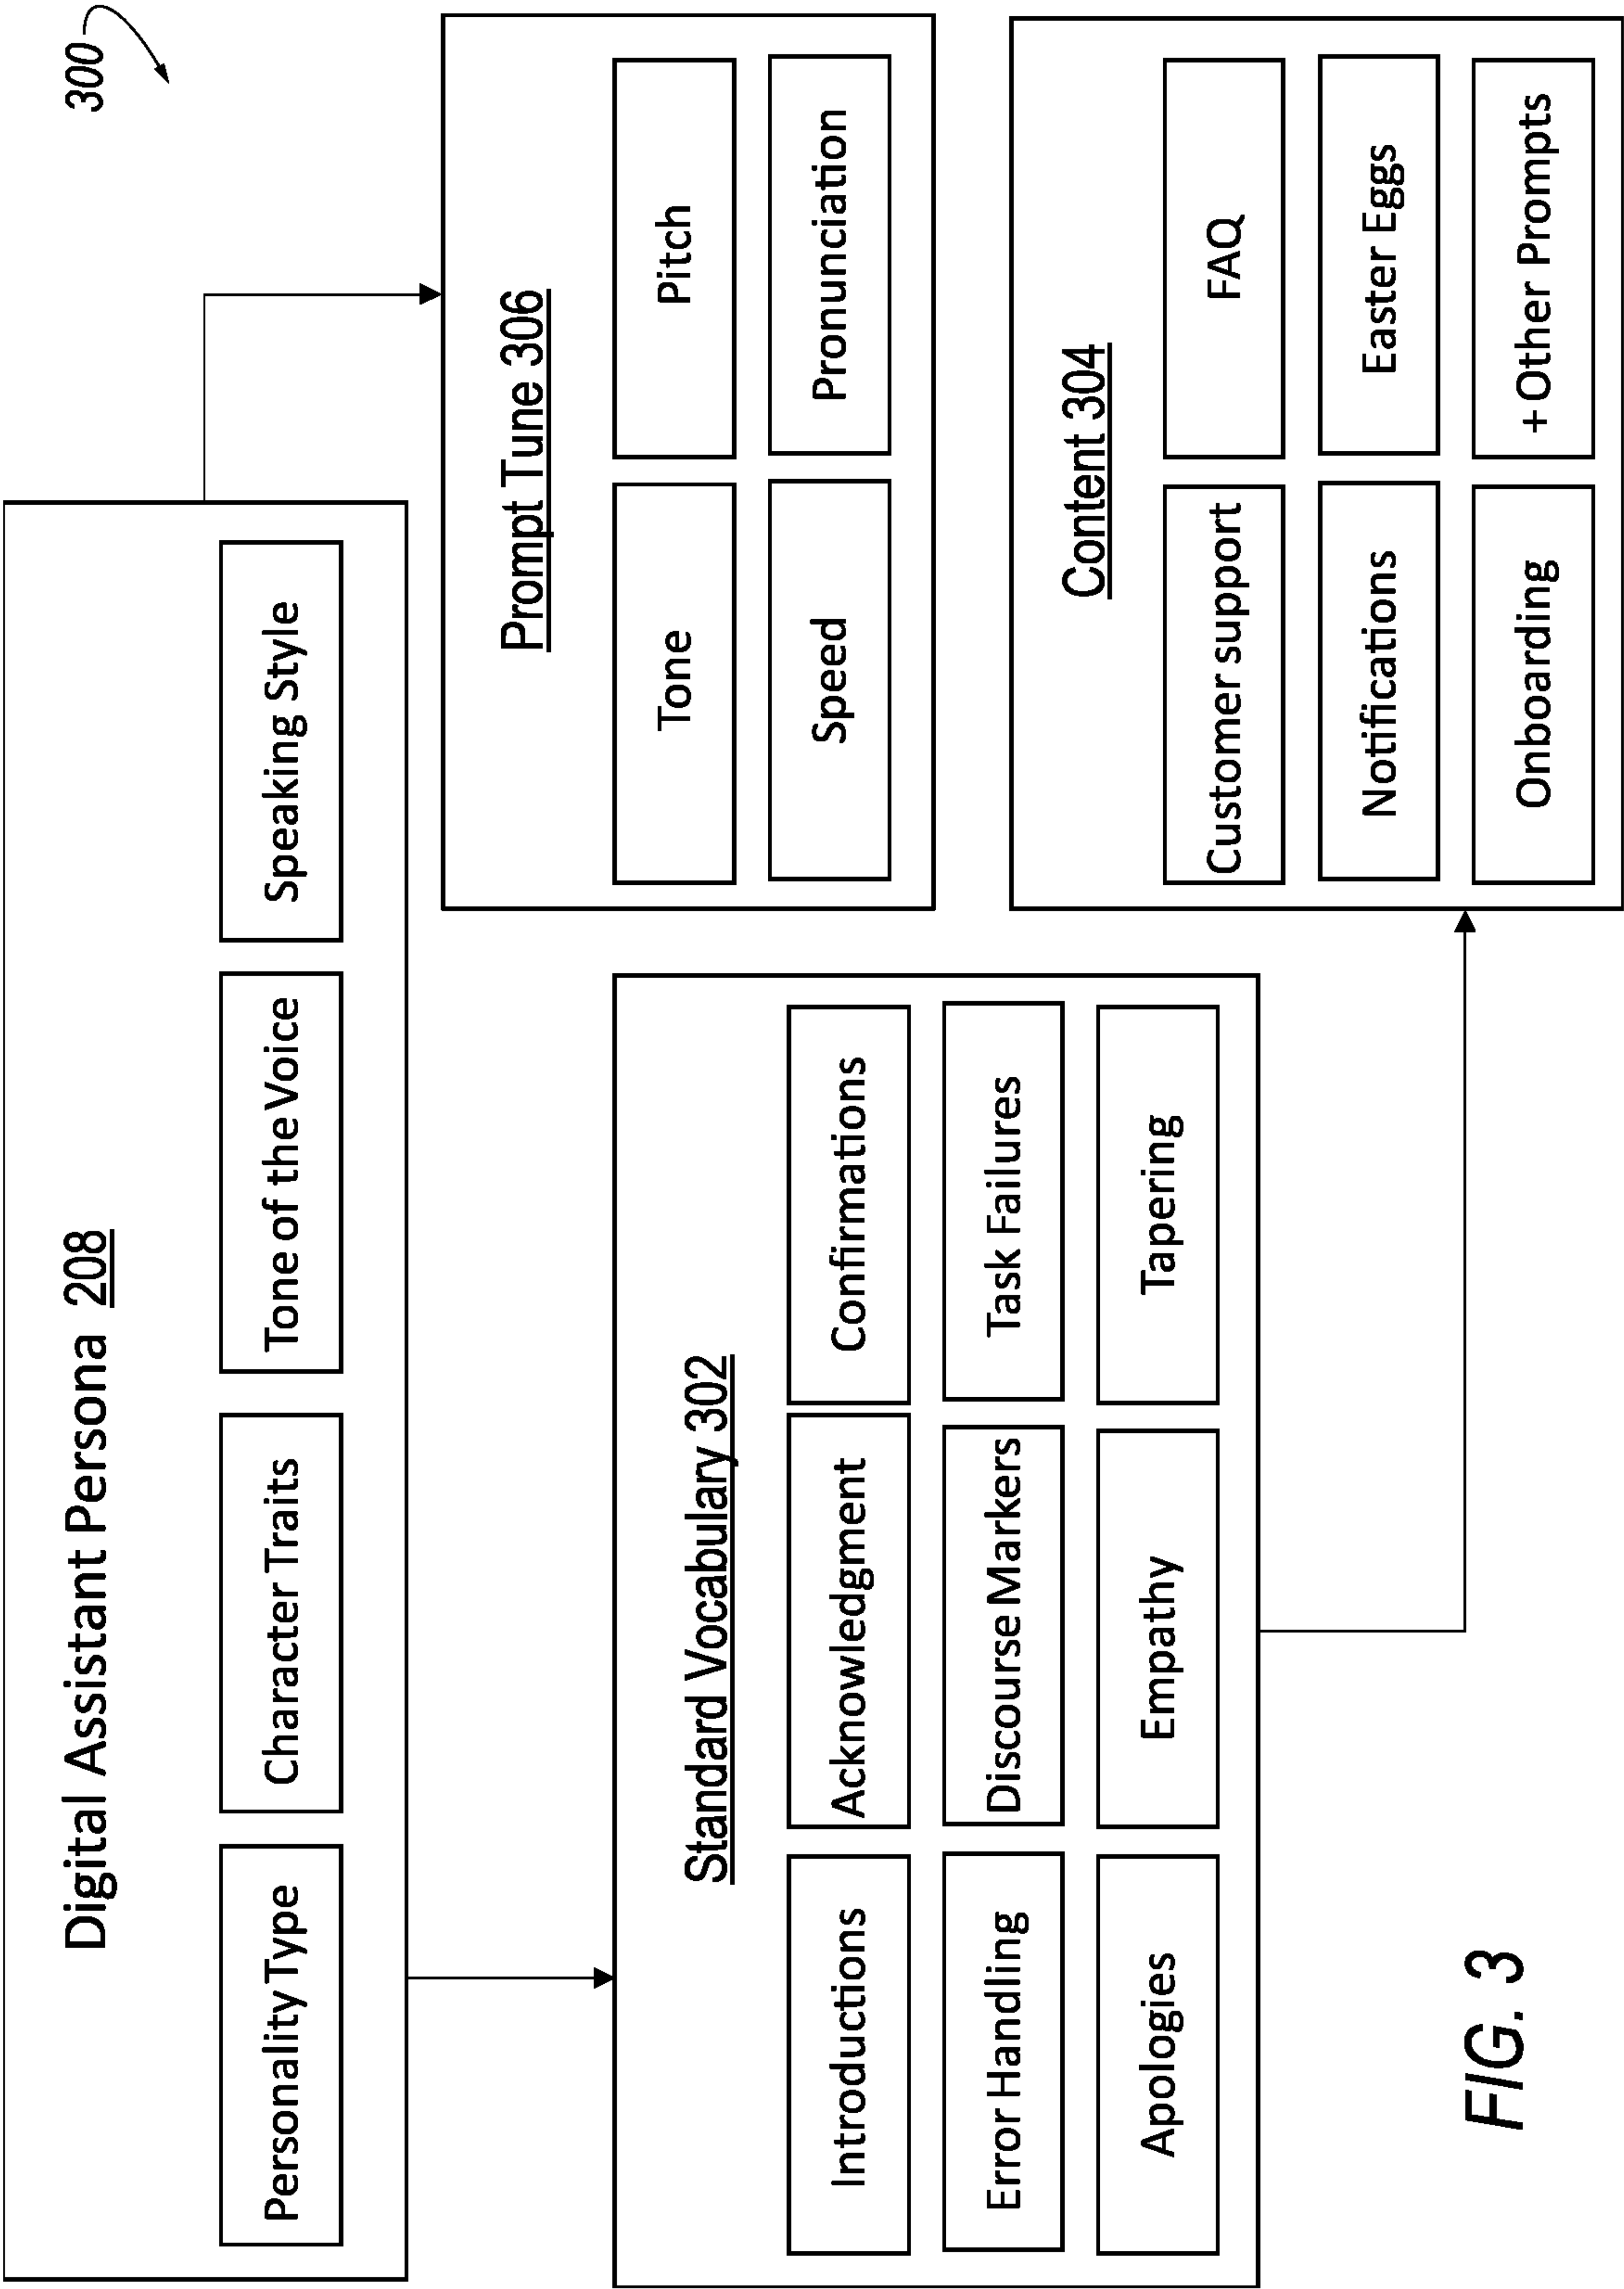 300
Digital Assistant Persona 208
Personality Type
Character Traits
Tone of the Voice
Speaking Style
Standard Vocabulary 302
Introductions
Acknowledgment
Confirmations
Error Handling
Discourse Markers
Task Failures
Apologies
Empathy
Tapering
Prompt Tune 306
Tone
Pitch
Speed
Pronunciation
Content 304
Customer support
FAQ
Notifications
Easter Eggs
Onboarding
+Other Prompts
FIG. 3